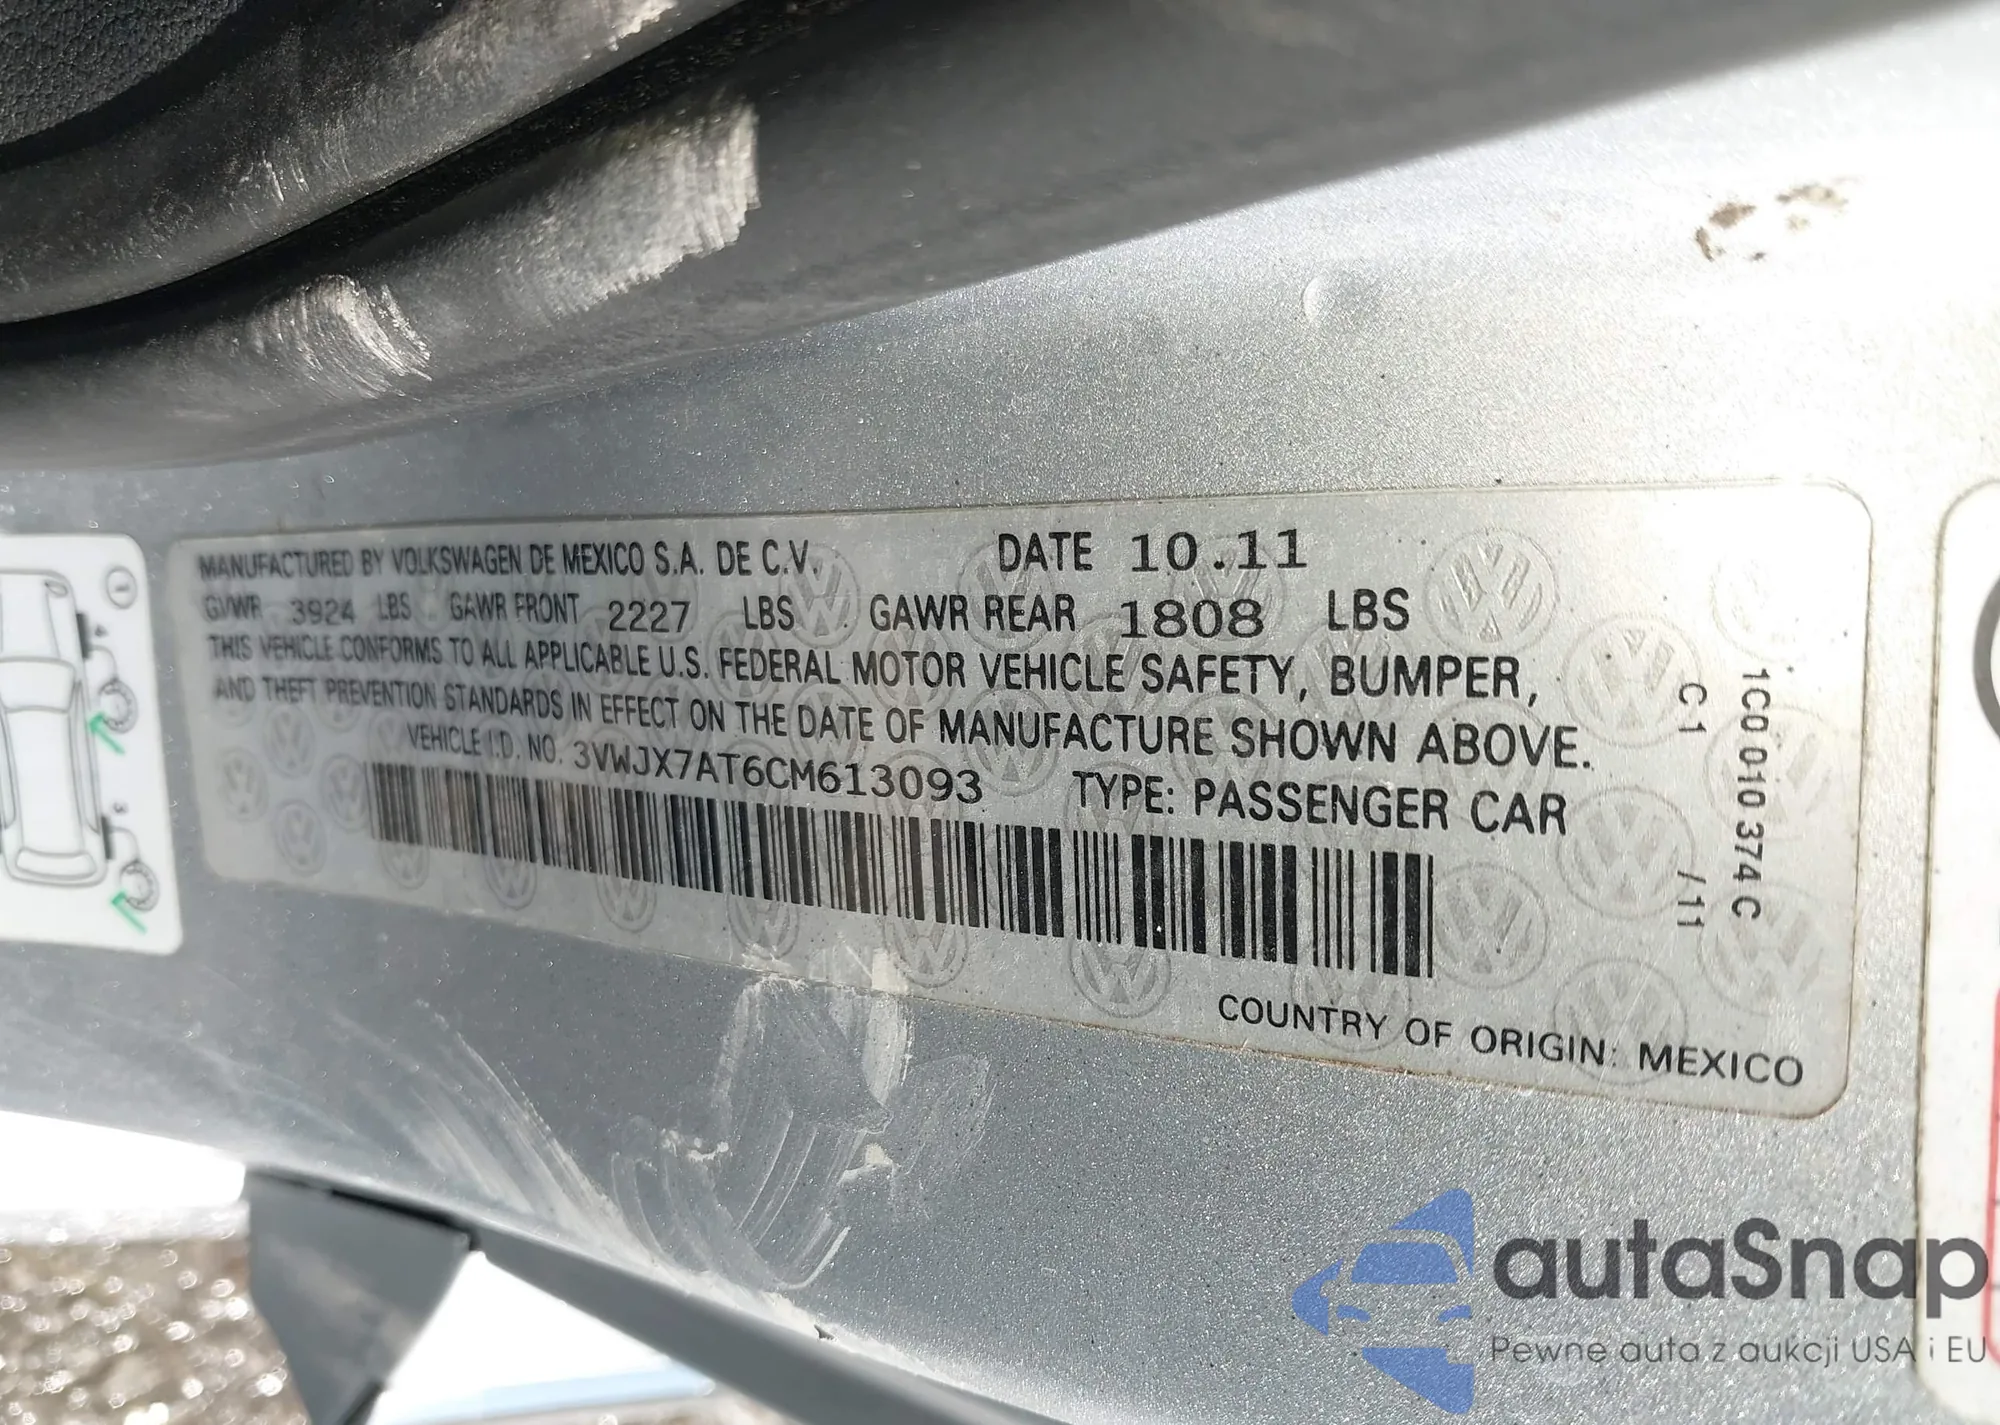 MANUFACTURED BY VOLKSWAGEN DE MEXICO S.A. DE C.V. DATE 10.11
GVWR 3924 LBS. GAWR FRONT 2227 LBS. GAWR REAR 1808 LBS
THIS VEHICLE CONFORMS TO ALL APPLICABLE U.S. FEDERAL MOTOR VEHICLE SAFETY, BUMPER,
AND THEFT PREVENTION STANDARDS IN EFFECT ON THE DATE OF MANUFACTURE SHOWN ABOVE.
VEHICLE I.D. NO. 3VWJX7AT6CM613093 TYPE: PASSENGER CAR
COUNTRY OF ORIGIN: MEXICO
C1 /11
1C0 010 374 C
1
4
3
autaSnap
Pewne auta z aukcji USA i EU